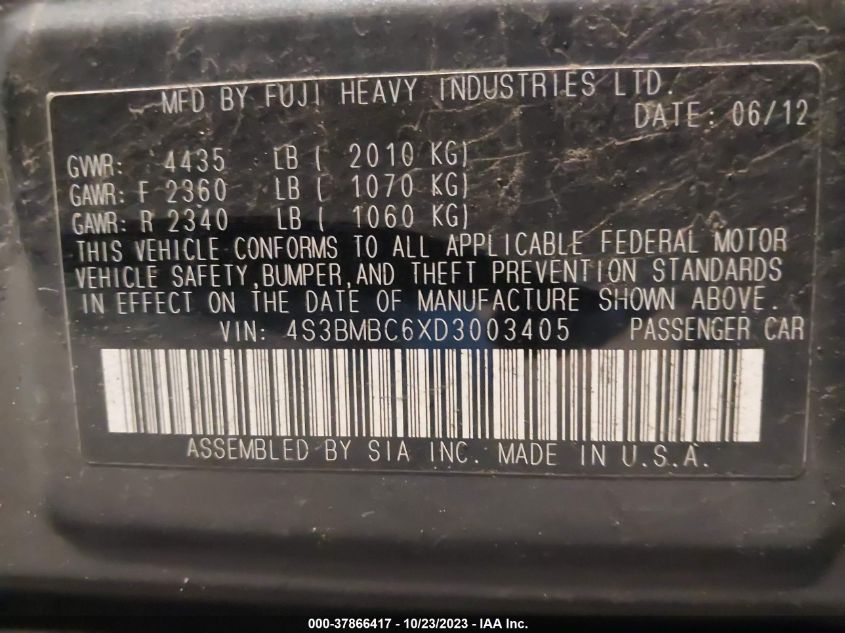 MFD BY FUJI HEAVY INDUSTRIES LTD.
DATE: 06/12
GVWR: 4435 LB ( 2010 KG)
GAWR: F 2360 LB ( 1070 KG)
GAWR: R 2340 LB ( 1060 KG)
THIS VEHICLE CONFORMS TO ALL APPLICABLE FEDERAL MOTOR
VEHICLE SAFETY,BUMPER,AND THEFT PREVENTION STANDARDS
IN EFFECT ON THE DATE OF MANUFACTURE SHOWN ABOVE.
VIN: 4S3BMBC6XD3003405 PASSENGER CAR
ASSEMBLED BY SIA INC. MADE IN U.S.A.
000-37866417 - 10/23/2023 - IAA Inc.